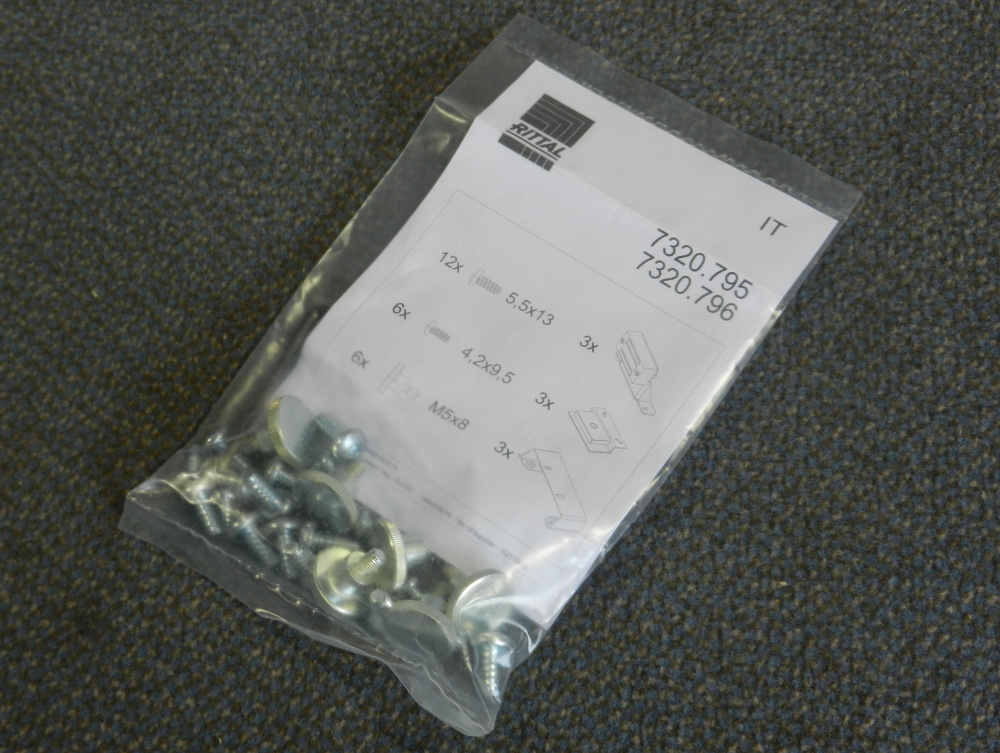 RITTAL
IT
7320.795
7320.796
12x 5,5x13
6x 4,2x9,5
6x M5x8
3x
3x
3x